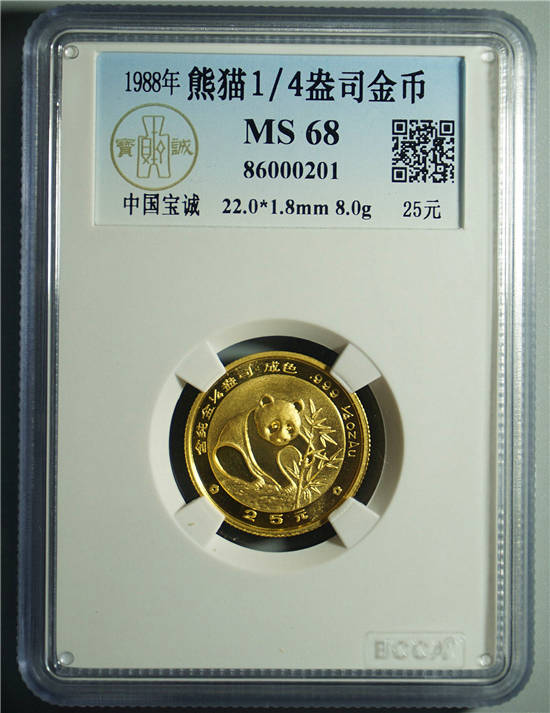 1988年 熊猫1/4盎司金币
MS 68
寶 誠
86000201
中国宝诚 22.0*1.8mm 8.0g 25元
含纯金¼盎司 成色 .999 ¼ozAu
25元